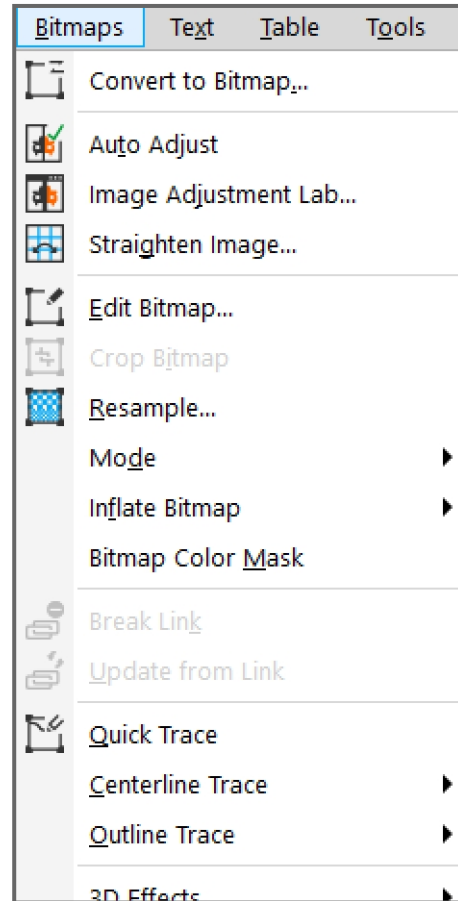 Bitmaps Text Table Tools
Convert to Bitmap...
Auto Adjust
Image Adjustment Lab...
Straighten Image...
Edit Bitmap...
Crop Bitmap
Resample...
Mode
Inflate Bitmap
Bitmap Color Mask
Break Link
Update from Link
Quick Trace
Centerline Trace
Outline Trace
3D Effects